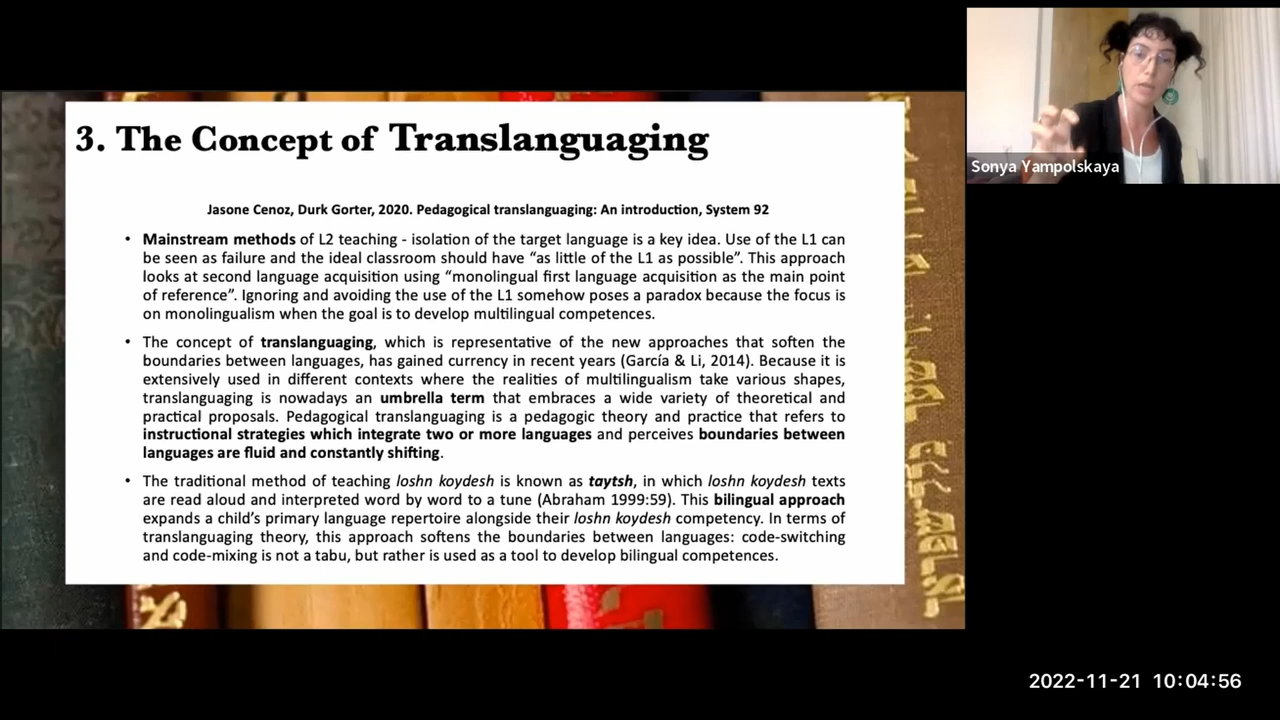 3. The Concept of Translanguaging
Jasone Cenoz, Durk Gorter, 2020. Pedagogical translanguaging: An introduction, System 92
• Mainstream methods of L2 teaching - isolation of the target language is a key idea. Use of the L1 can
be seen as failure and the ideal classroom should have “as little of the L1 as possible”. This approach
looks at second language acquisition using “monolingual first language acquisition as the main point
of reference”. Ignoring and avoiding the use of the L1 somehow poses a paradox because the focus is
on monolingualism when the goal is to develop multilingual competences.
• The concept of translanguaging, which is representative of the new approaches that soften the
boundaries between languages, has gained currency in recent years (García & Li, 2014). Because it is
extensively used in different contexts where the realities of multilingualism take various shapes,
translanguaging is nowadays an umbrella term that embraces a wide variety of theoretical and
practical proposals. Pedagogical translanguaging is a pedagogic theory and practice that refers to
instructional strategies which integrate two or more languages and perceives boundaries between
languages are fluid and constantly shifting.
• The traditional method of teaching loshn koydesh is known as taytsh, in which loshn koydesh texts
are read aloud and interpreted word by word to a tune (Abraham 1999:59). This bilingual approach
expands a child’s primary language repertoire alongside their loshn koydesh competency. In terms of
translanguaging theory, this approach softens the boundaries between languages: code-switching
and code-mixing is not a tabu, but rather is used as a tool to develop bilingual competences.
Sonya Yampolskaya
2022-11-21 10:04:56